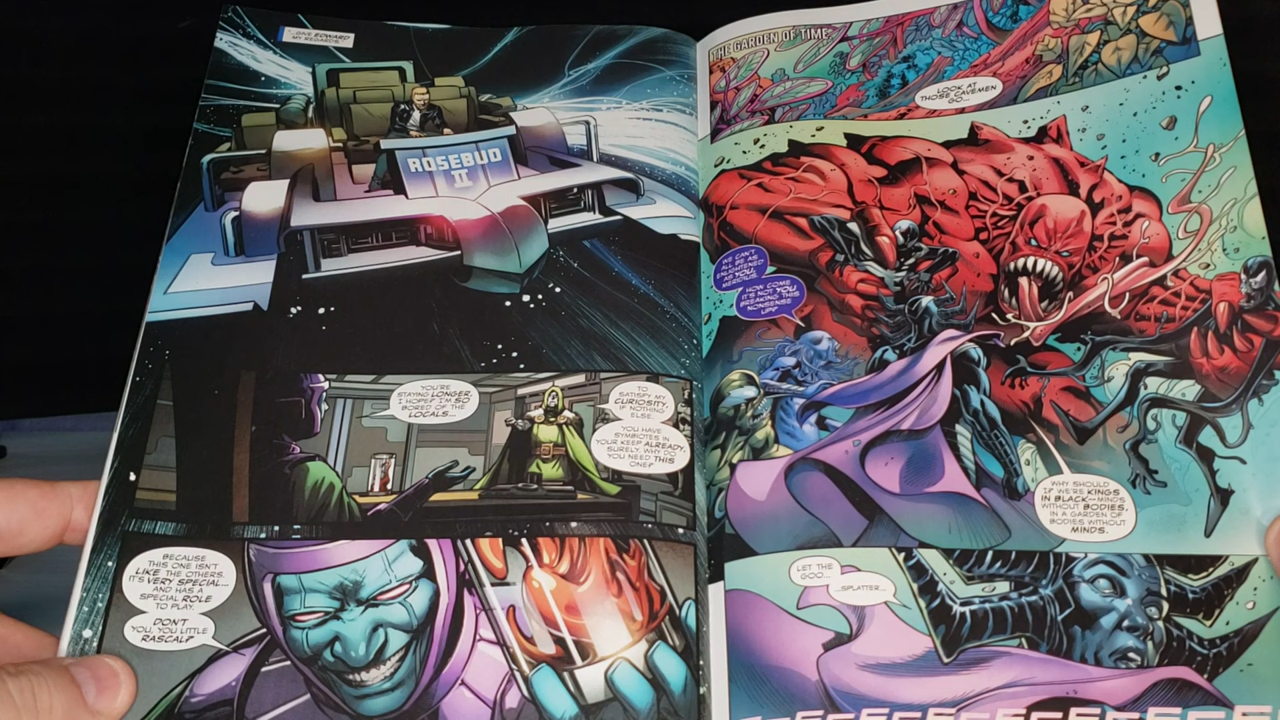 "...GIVE EDWARD
MY REGARDS."
ROSEBUD
II
YOU'RE
STAYING LONGER,
I HOPE? I'M SO
BORED OF THE
LOCALS...
TO
SATISFY MY
CURIOSITY
IF NOTHING
ELSE.
YOU HAVE
SYMBIOTES IN
YOUR KEEP ALREADY,
SURELY. WHY DO
YOU NEED THIS
ONE?
BECAUSE
THIS ONE ISN'T
LIKE THE OTHERS.
IT'S VERY SPECIAL...
AND HAS A
SPECIAL ROLE
TO PLAY.
DON'T
YOU, YOU LITTLE
RASCAL?
THE GARDEN OF TIME.
LOOK AT
THOSE CAVEMEN
GO...
WE CAN'T
ALL BE AS
ENLIGHTENED
AS YOU,
MERIDIUS.
HOW COME
IT'S NOT YOU
BREAKING THIS
NONSENSE
UP?
WHY SHOULD
I? WE'RE KINGS
IN BLACK--MINDS
WITHOUT BODIES,
IN A GARDEN OF
BODIES WITHOUT
MINDS.
LET THE
GOO...
...SPLATTER...